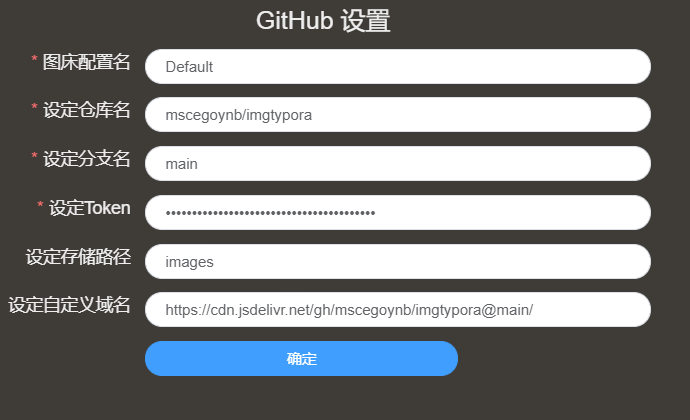 GitHub 设置
* 图床配置名 Default
* 设定仓库名 mscegoynb/imgtypora
* 设定分支名 main
* 设定Token ••••••••••••••••••••••••••••••••••••••••
设定存储路径 images
设定自定义域名 https://cdn.jsdelivr.net/gh/mscegoynb/imgtypora@main/
确定